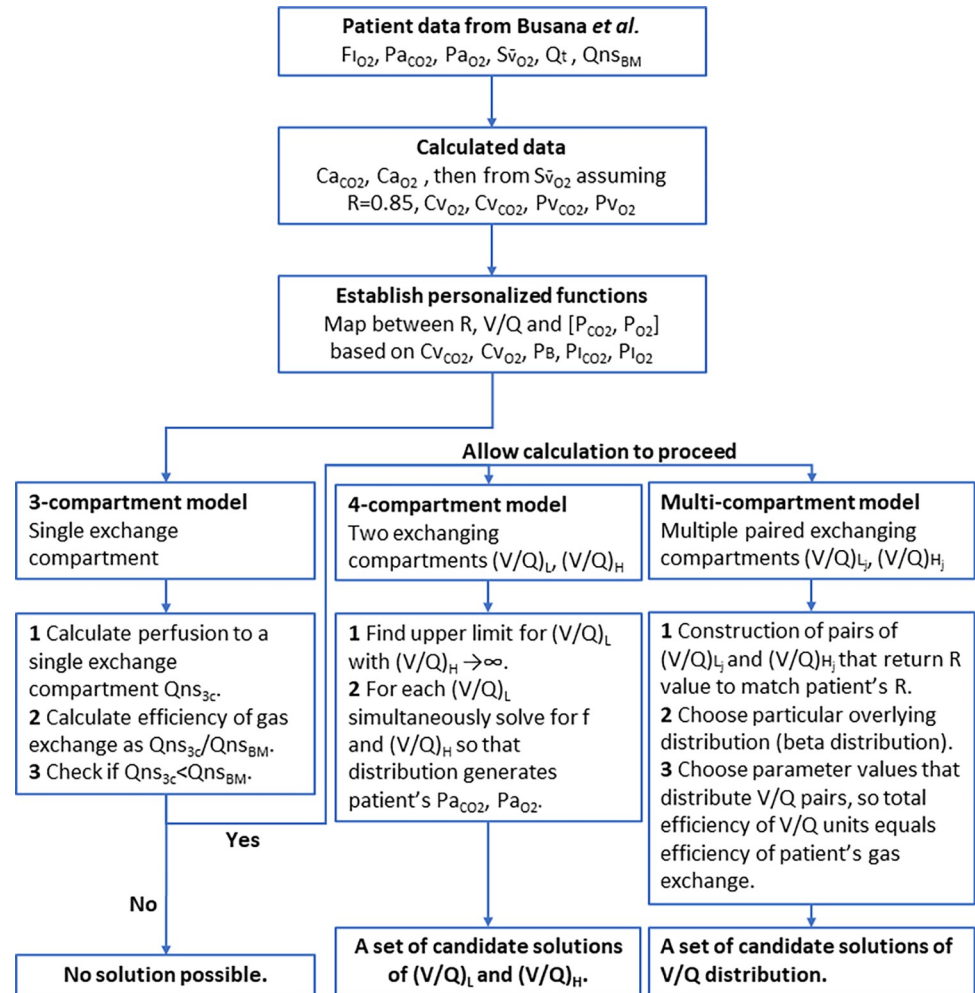 Patient data from Busana et al.
FIO2, PaCO2, PaO2, Sv̄O2, Qt , QnsBM
Calculated data
CaCO2, CaO2 , then from Sv̄O2 assuming
R=0.85, CvO2, CvCO2, PvCO2, PvO2
Establish personalized functions
Map between R, V/Q and [PCO2, PO2]
based on CvCO2, CvO2, PB, PICO2, PIO2
Allow calculation to proceed
3-compartment model
Single exchange
compartment
1 Calculate perfusion to a
single exchange
compartment Qns3c.
2 Calculate efficiency of gas
exchange as Qns3c/QnsBM.
3 Check if Qns3c<QnsBM.
Yes
No
No solution possible.
4-compartment model
Two exchanging
compartments (V/Q)L, (V/Q)H
1 Find upper limit for (V/Q)L
with (V/Q)H →∞.
2 For each (V/Q)L
simultaneously solve for f
and (V/Q)H so that
distribution generates
patient's PaCO2, PaO2.
A set of candidate solutions
of (V/Q)L and (V/Q)H.
Multi-compartment model
Multiple paired exchanging
compartments (V/Q)Lj, (V/Q)Hj
1 Construction of pairs of
(V/Q)Lj and (V/Q)Hj that return R
value to match patient's R.
2 Choose particular overlying
distribution (beta distribution).
3 Choose parameter values that
distribute V/Q pairs, so total
efficiency of V/Q units equals
efficiency of patient's gas
exchange.
A set of candidate solutions of
V/Q distribution.